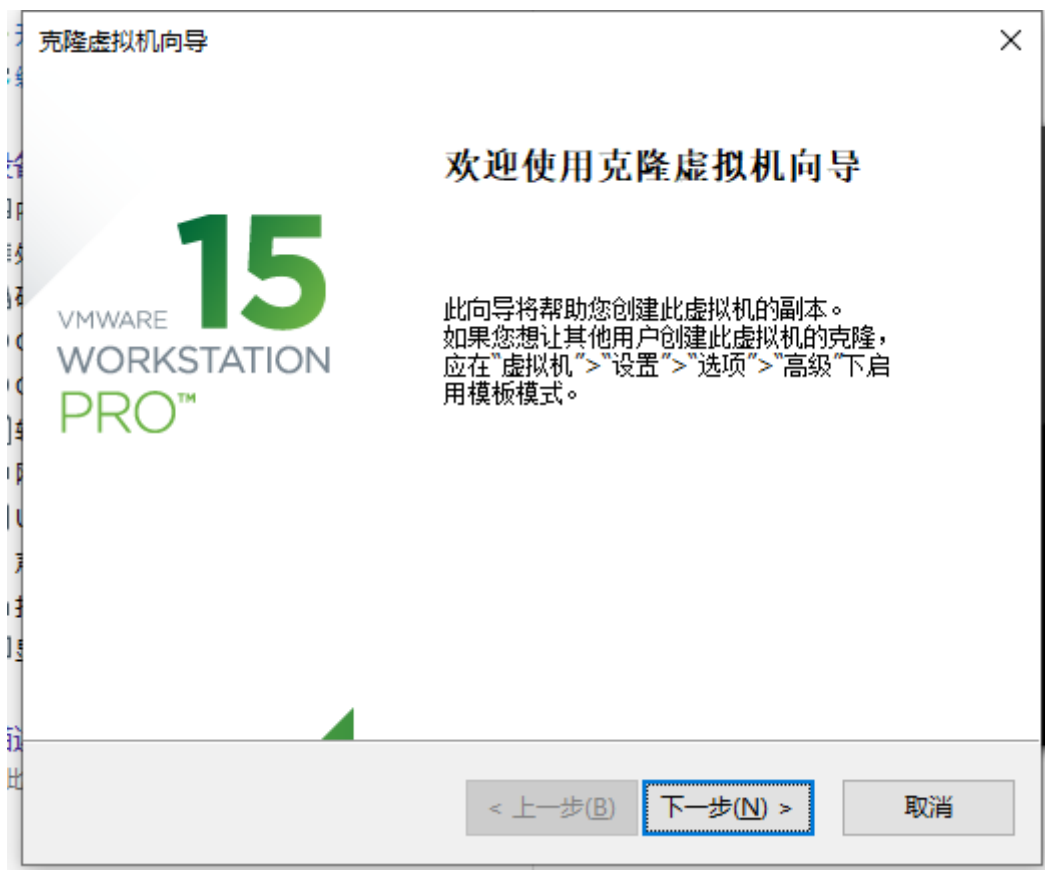 克隆虚拟机向导
欢迎使用克隆虚拟机向导
15
VMWARE
WORKSTATION
PRO™
此向导将帮助您创建此虚拟机的副本。
如果您想让其他用户创建此虚拟机的克隆，
应在"虚拟机">"设置">"选项">"高级"下启
用模板模式。
< 上一步(B)
下一步(N) >
取消